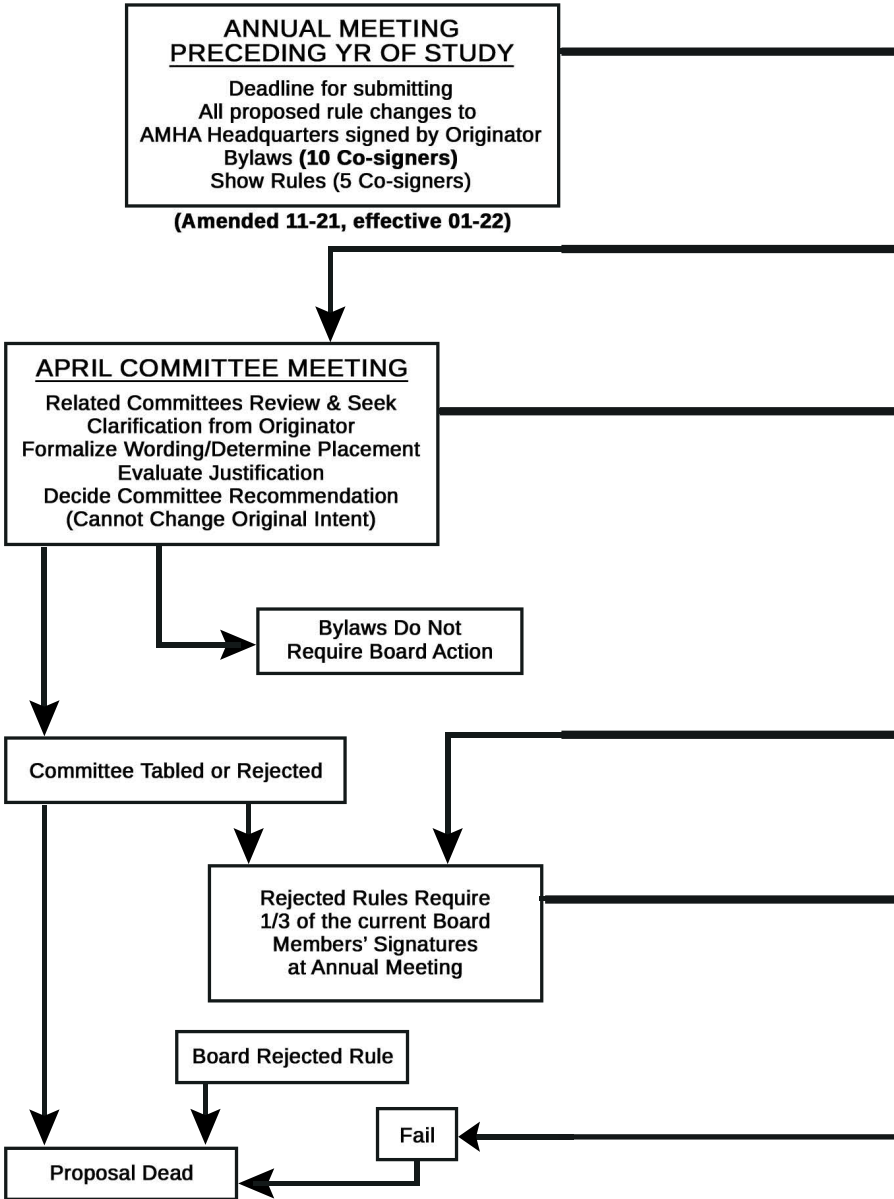 ANNUAL MEETING
PRECEDING YR OF STUDY
Deadline for submitting
All proposed rule changes to
AMHA Headquarters signed by Originator
Bylaws (10 Co-signers)
Show Rules (5 Co-signers)
(Amended 11-21, effective 01-22)
APRIL COMMITTEE MEETING
Related Committees Review & Seek
Clarification from Originator
Formalize Wording/Determine Placement
Evaluate Justification
Decide Committee Recommendation
(Cannot Change Original Intent)
Bylaws Do Not
Require Board Action
Committee Tabled or Rejected
Rejected Rules Require
1/3 of the current Board
Members’ Signatures
at Annual Meeting
Board Rejected Rule
Fail
Proposal Dead